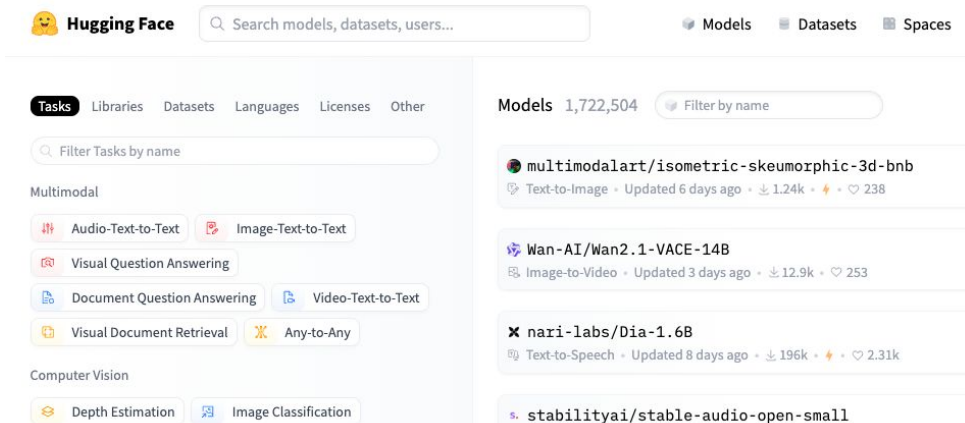 Hugging Face
Search models, datasets, users...
Models Datasets Spaces
Tasks Libraries Datasets Languages Licenses Other
Filter Tasks by name
Multimodal
Audio-Text-to-Text Image-Text-to-Text
Visual Question Answering
Document Question Answering Video-Text-to-Text
Visual Document Retrieval Any-to-Any
Computer Vision
Depth Estimation Image Classification
Models 1,722,504 Filter by name
multimodalart/isometric-skeumorphic-3d-bnb
Text-to-Image • Updated 6 days ago • 1.24k • 238
Wan-AI/Wan2.1-VACE-14B
Image-to-Video • Updated 3 days ago • 12.9k • 253
nari-labs/Dia-1.6B
Text-to-Speech • Updated 8 days ago • 196k • 2.31k
s. stabilityai/stable-audio-open-small